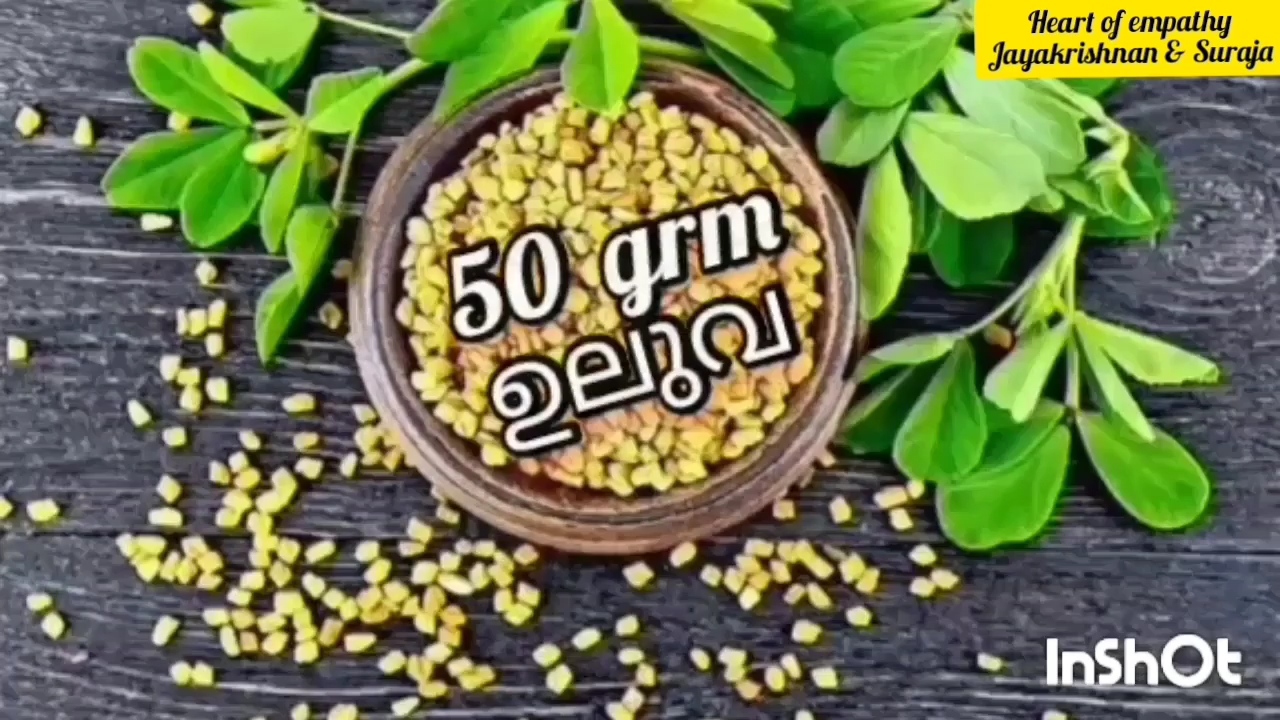 Heart of empathy
Jayakrishnan & Suraja
50 grm
ഉലുവ
InShOt